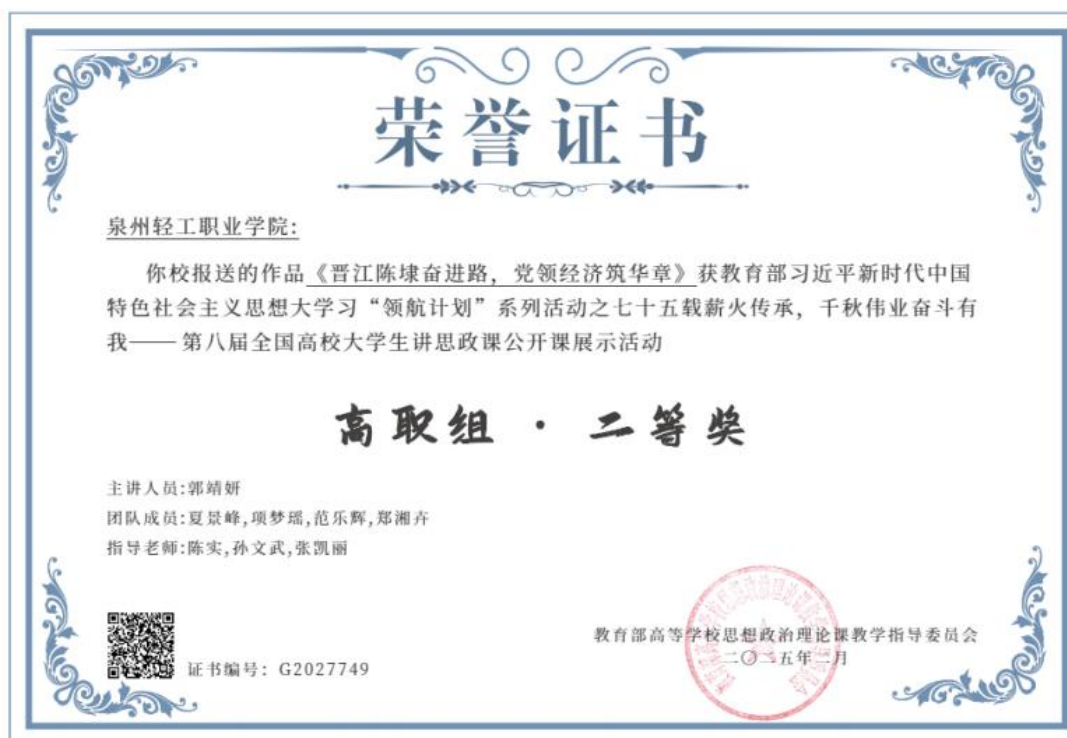 荣誉证书
泉州轻工职业学院:
你校报送的作品《晋江陈埭奋进路，党领经济筑华章》获教育部习近平新时代中国
特色社会主义思想大学习“领航计划”系列活动之七十五载薪火传承，千秋伟业奋斗有
我——第八届全国高校大学生讲思政课公开课展示活动
高职组 · 二等奖
主讲人员:郭靖妍
团队成员:夏景峰,项梦瑶,范乐辉,郑湘卉
指导老师:陈实,孙文武,张凯丽
教育部高等学校思想政治理论课教学指导委员会
二〇二五年二月
证书编号：G2027749